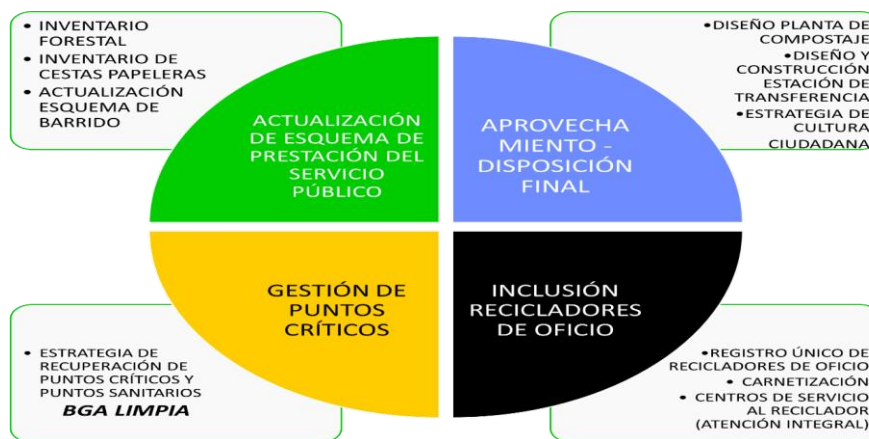 • INVENTARIO
FORESTAL
• INVENTARIO DE
CESTAS PAPELERAS
• ACTUALIZACIÓN
ESQUEMA DE
BARRIDO
•DISEÑO PLANTA DE
COMPOSTAJE
•DISEÑO Y
CONSTRUCCIÓN
ESTACIÓN DE
TRANSFERENCIA
•ESTRATEGIA DE
CULTURA
CIUDADANA
ACTUALIZACIÓN
DE ESQUEMA DE
PRESTACIÓN DEL
SERVICIO
PÚBLICO
APROVECHA
MIENTO -
DISPOSICIÓN
FINAL
GESTIÓN DE
PUNTOS
CRÍTICOS
INCLUSIÓN
RECICLADORES
DE OFICIO
• ESTRATEGIA DE
RECUPERACIÓN DE
PUNTOS CRÍTICOS Y
PUNTOS SANITARIOS
BGA LIMPIA
•REGISTRO ÚNICO DE
RECICLADORES DE OFICIO
• CARNETIZACIÓN
• CENTROS DE SERVICIO
AL RECICLADOR
(ATENCIÓN INTEGRAL)